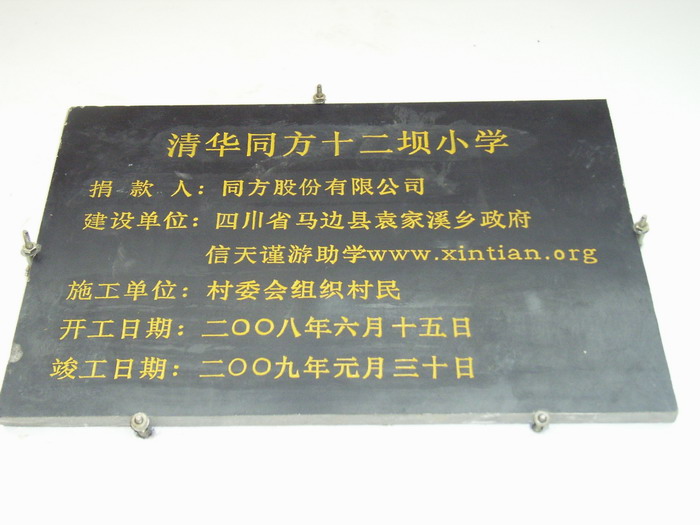 清华同方十二坝小学
捐 款 人：同方股份有限公司
建设单位：四川省马边县袁家溪乡政府
信天谨游助学www.xintian.org
施工单位：村委会组织村民
开工日期：二〇〇八年六月十五日
竣工日期：二〇〇九年元月三十日